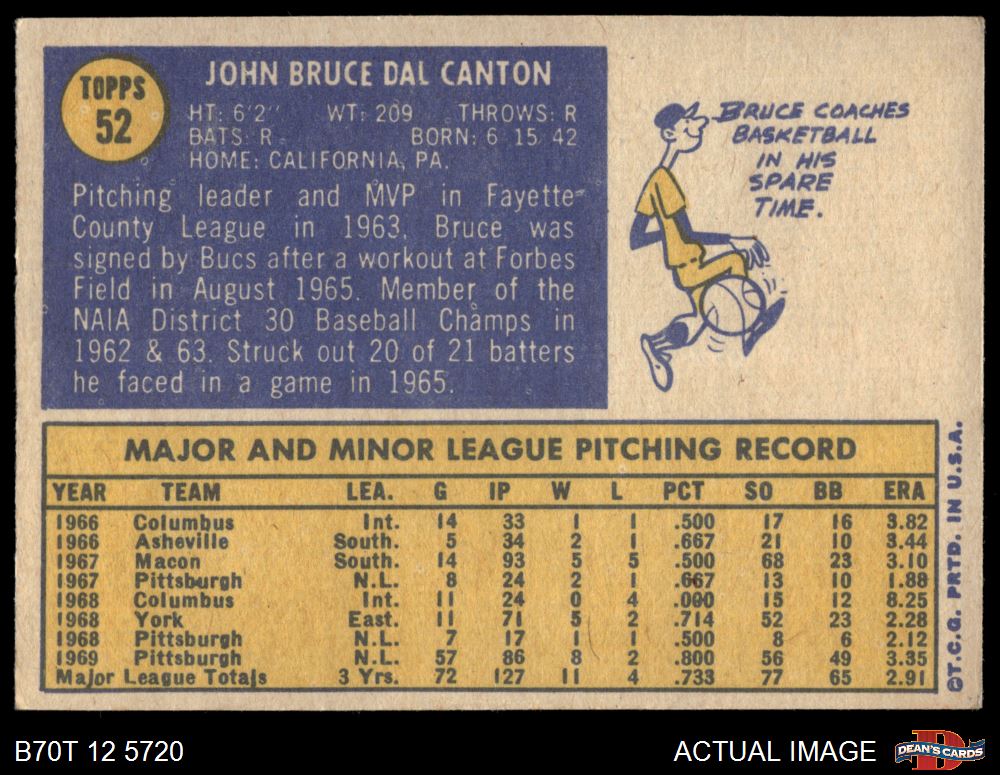 TOPPS
52
JOHN BRUCE DAL CANTON
HT: 6'2" WT: 209 THROWS: R
BATS: R BORN: 6 15 42
HOME: CALIFORNIA, PA.
Pitching leader and MVP in Fayette-
County League in 1963, Bruce was
signed by Bucs after a workout at Forbes
Field in August 1965. Member of the
NAIA District 30 Baseball Champs in
1962 & 63. Struck out 20 of 21 batters
he faced in a game in 1965.
BRUCE COACHES
BASKETBALL
IN HIS
SPARE
TIME.
MAJOR AND MINOR LEAGUE PITCHING RECORD
YEAR TEAM LEA. G IP W L PCT SO BB ERA
1966 Columbus Int. 14 33 1 1 .500 17 16 3.82
1966 Asheville South. 5 34 2 1 .667 21 10 3.44
1967 Macon South. 14 93 5 5 .500 68 23 3.10
1967 Pittsburgh N.L. 8 24 2 1 .667 13 10 1.88
1968 Columbus Int. 11 24 0 4 .000 15 12 8.25
1968 York East. 11 71 5 2 .714 52 23 2.28
1968 Pittsburgh N.L. 7 17 1 1 .500 8 6 2.12
1969 Pittsburgh N.L. 57 86 8 2 .800 56 49 3.35
Major League Totals 3 Yrs. 72 127 11 4 .733 77 65 2.91
©T.C.G. PRTD. IN U.S.A.
B70T 12 5720
ACTUAL IMAGE
D
DEAN'S CARDS